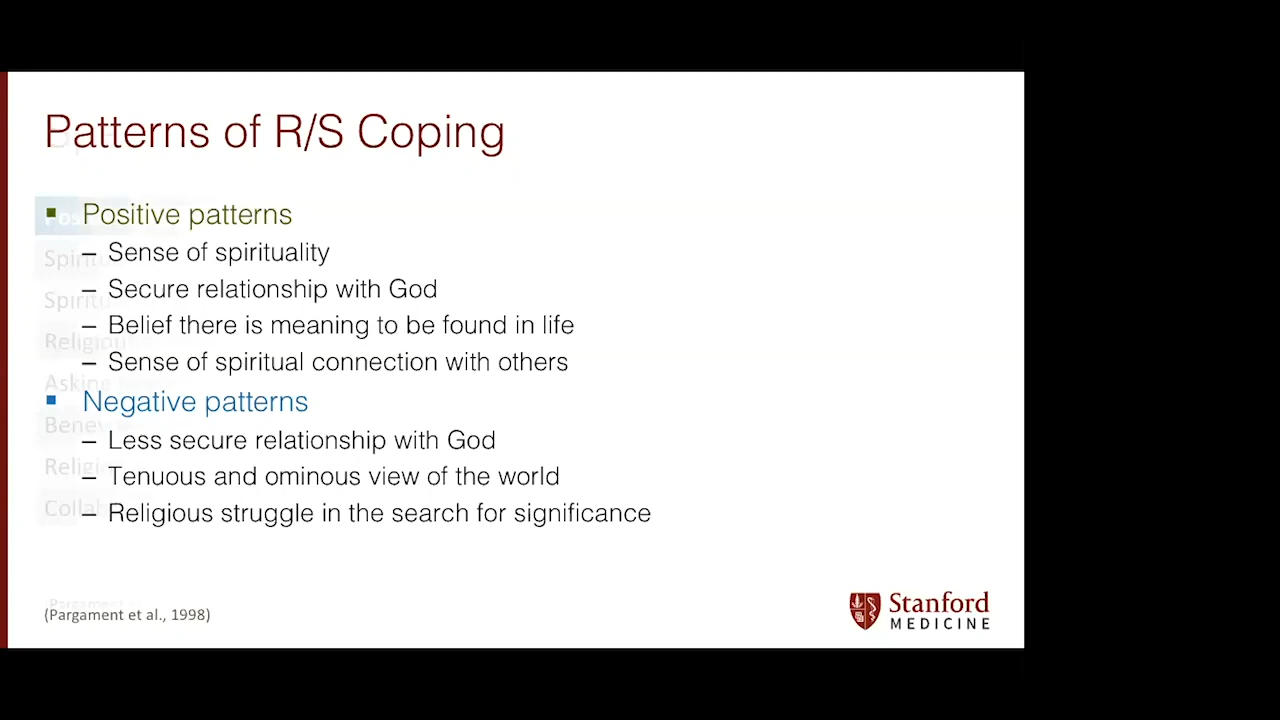 Patterns of R/S Coping
▪ Positive patterns
– Sense of spirituality
– Secure relationship with God
– Belief there is meaning to be found in life
– Sense of spiritual connection with others
▪ Negative patterns
– Less secure relationship with God
– Tenuous and ominous view of the world
– Religious struggle in the search for significance
(Pargament et al., 1998)
Stanford
MEDICINE